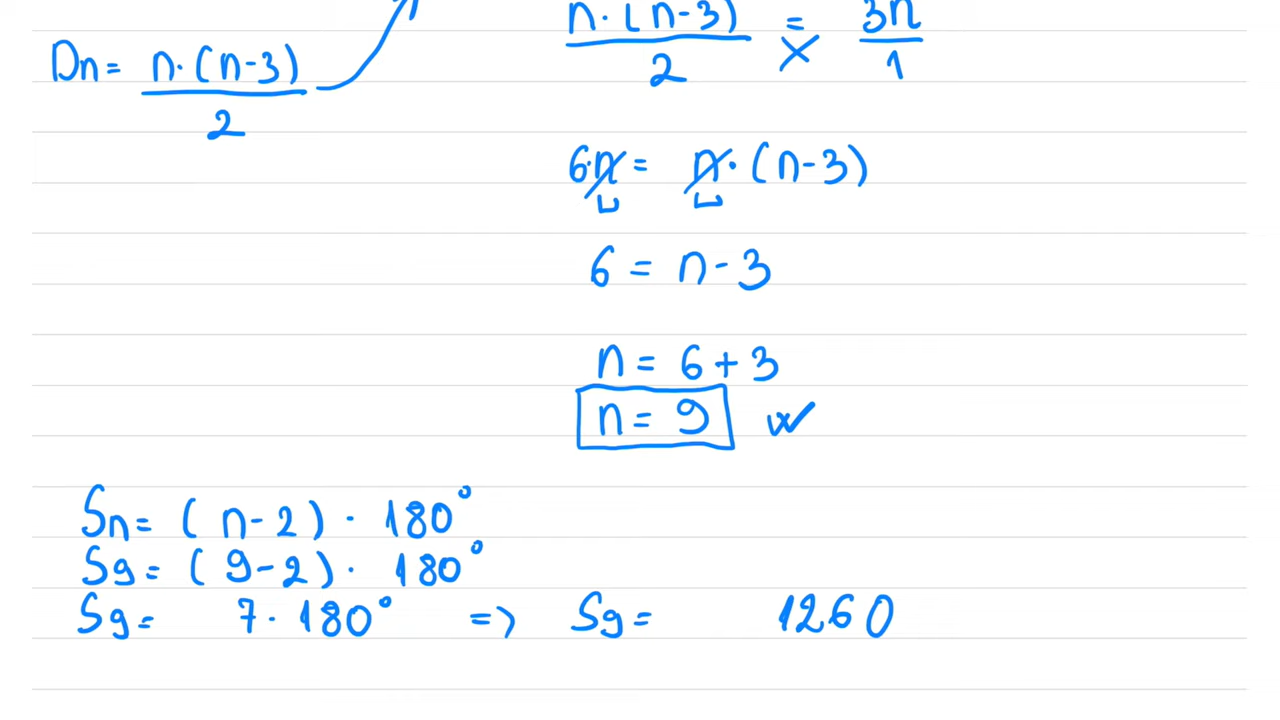 n·(n-3)/2 = 3n/1
Dn = n·(n-3)/2
6·n = n·(n-3)
6 = n-3
n = 6+3
n = 9
Sn = (n-2)·180°
S9 = (9-2)·180°
S9 = 7·180° => S9 = 1260